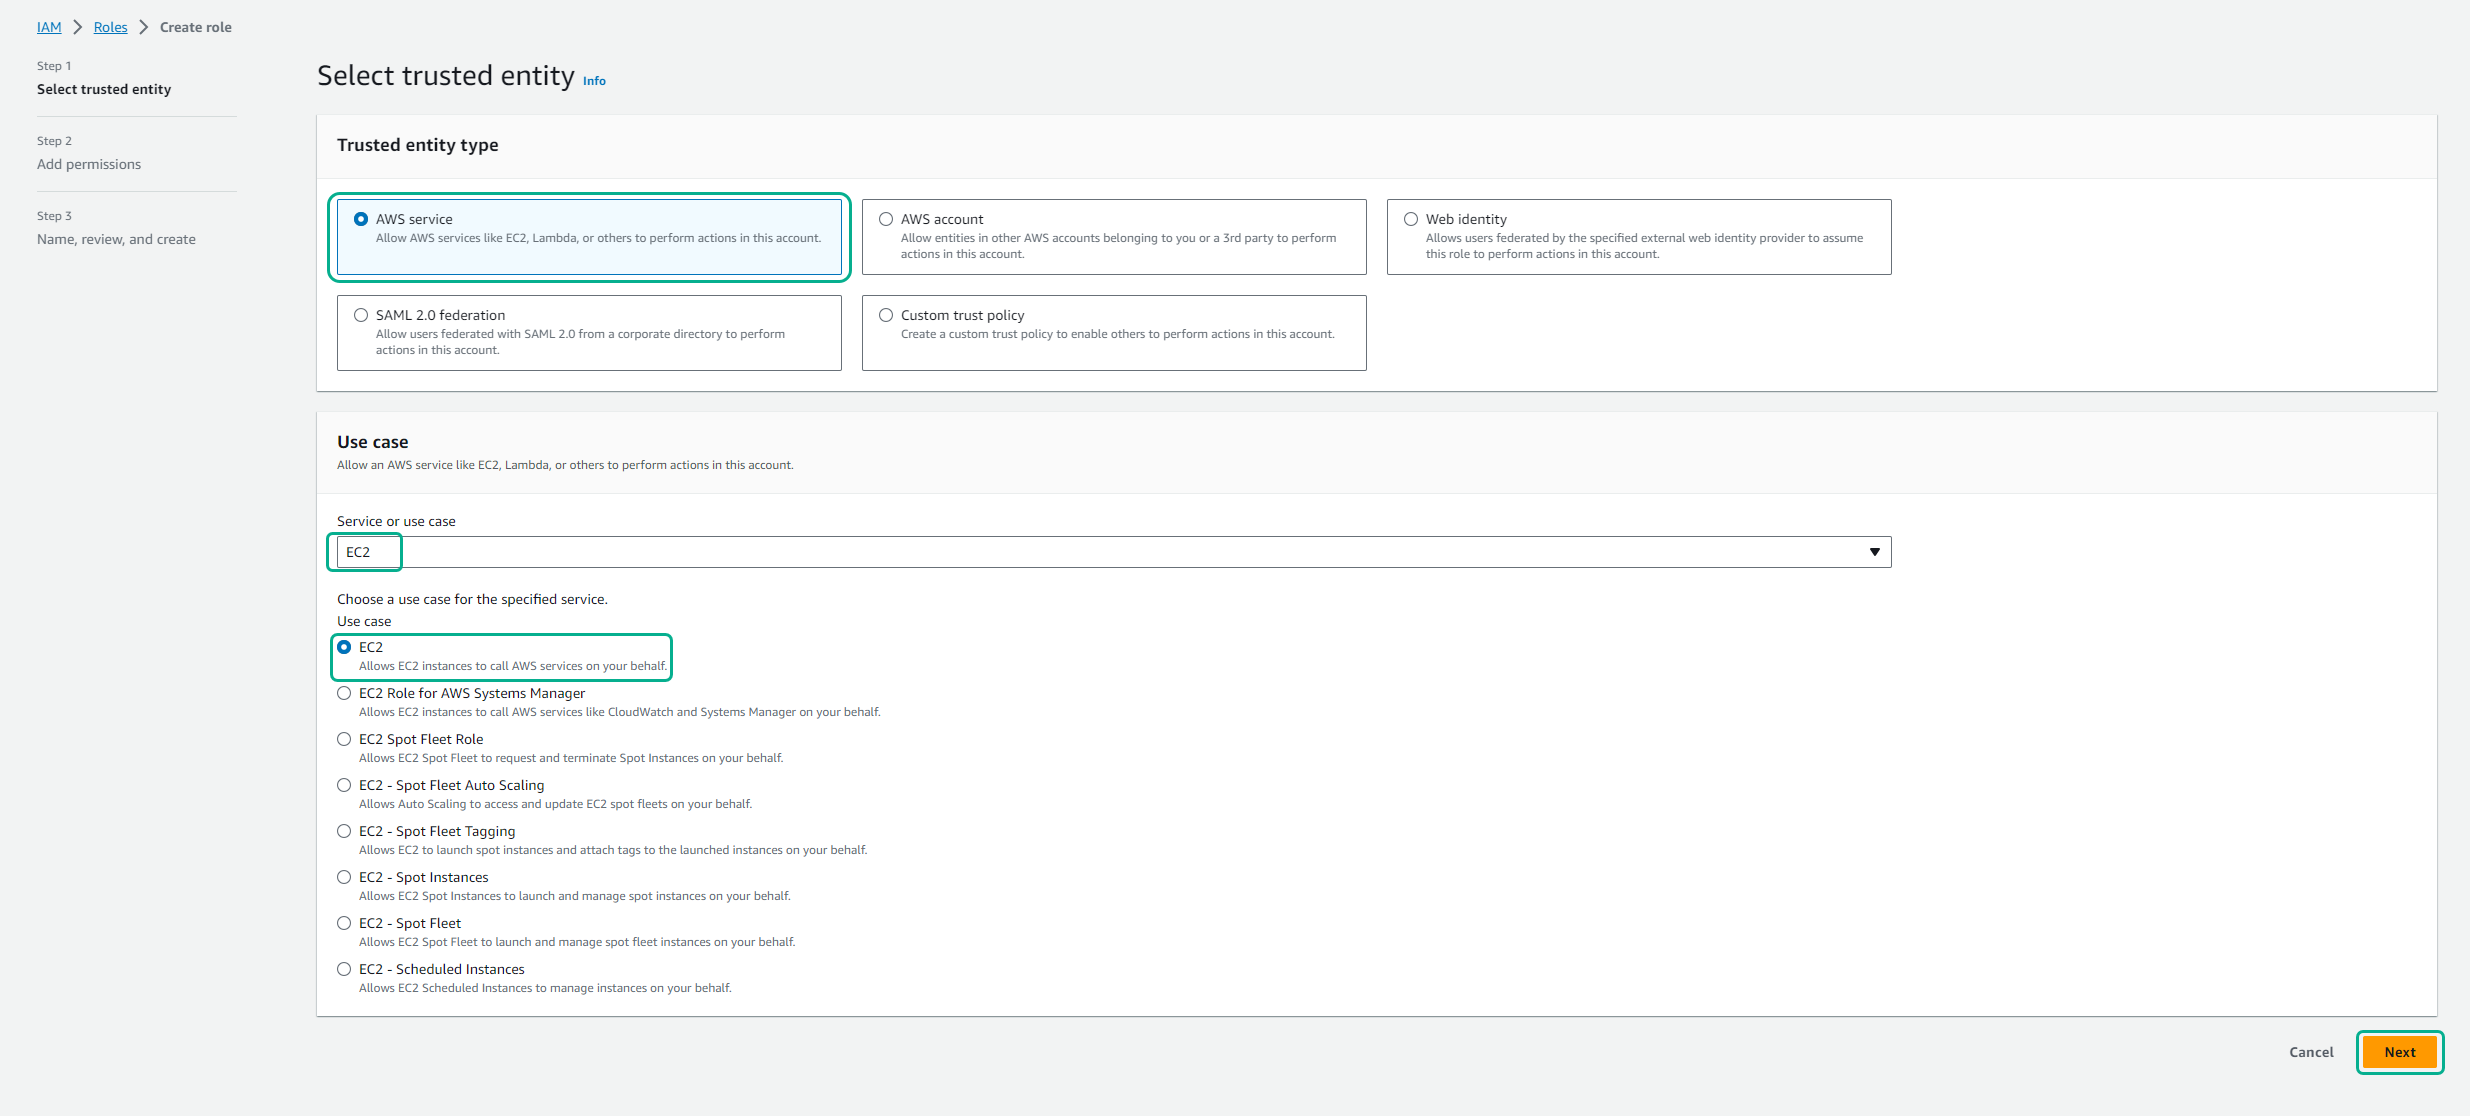 IAM > Roles > Create role
Step 1
Select trusted entity
Step 2
Add permissions
Step 3
Name, review, and create
Select trusted entity Info
Trusted entity type
AWS service
Allow AWS services like EC2, Lambda, or others to perform actions in this account.
AWS account
Allow entities in other AWS accounts belonging to you or a 3rd party to perform
actions in this account.
Web identity
Allows users federated by the specified external web identity provider to assume
this role to perform actions in this account.
SAML 2.0 federation
Allow users federated with SAML 2.0 from a corporate directory to perform
actions in this account.
Custom trust policy
Create a custom trust policy to enable others to perform actions in this account.
Use case
Allow an AWS service like EC2, Lambda, or others to perform actions in this account.
Service or use case
EC2
Choose a use case for the specified service.
Use case
EC2
Allows EC2 instances to call AWS services on your behalf.
EC2 Role for AWS Systems Manager
Allows EC2 instances to call AWS services like CloudWatch and Systems Manager on your behalf.
EC2 Spot Fleet Role
Allows EC2 Spot Fleet to request and terminate Spot Instances on your behalf.
EC2 - Spot Fleet Auto Scaling
Allows Auto Scaling to access and update EC2 spot fleets on your behalf.
EC2 - Spot Fleet Tagging
Allows EC2 to launch spot instances and attach tags to the launched instances on your behalf.
EC2 - Spot Instances
Allows EC2 Spot Instances to launch and manage spot instances on your behalf.
EC2 - Spot Fleet
Allows EC2 Spot Fleet to launch and manage spot fleet instances on your behalf.
EC2 - Scheduled Instances
Allows EC2 Scheduled Instances to manage instances on your behalf.
Cancel
Next